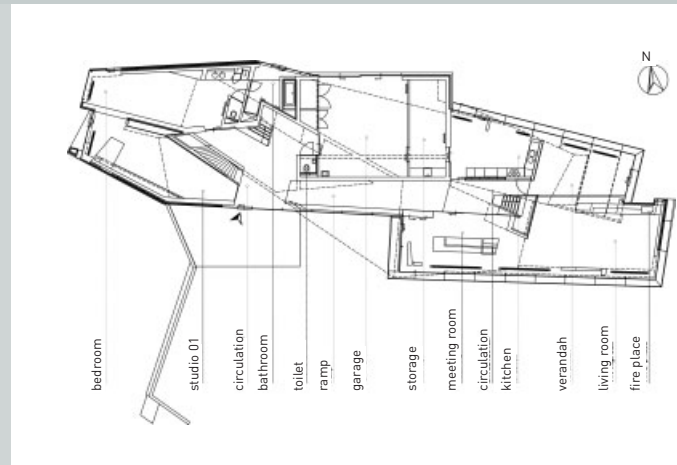 N
bedroom
studio 01
circulation
bathroom
toilet
ramp
garage
storage
meeting room
circulation
kitchen
verandah
living room
fire place